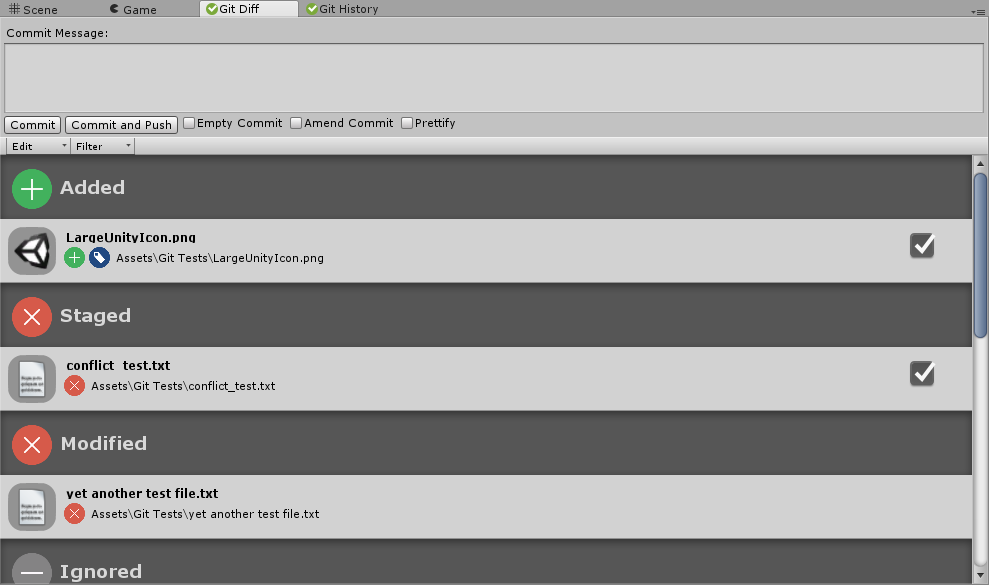 Scene Game Git Diff Git History
Commit Message:
Commit Commit and Push Empty Commit Amend Commit Prettify
Edit Filter
Added
LargeUnityIcon.png
Assets\Git Tests\LargeUnityIcon.png
Staged
conflict_test.txt
Assets\Git Tests\conflict_test.txt
Modified
yet another test file.txt
Assets\Git Tests\yet another test file.txt
Ignored